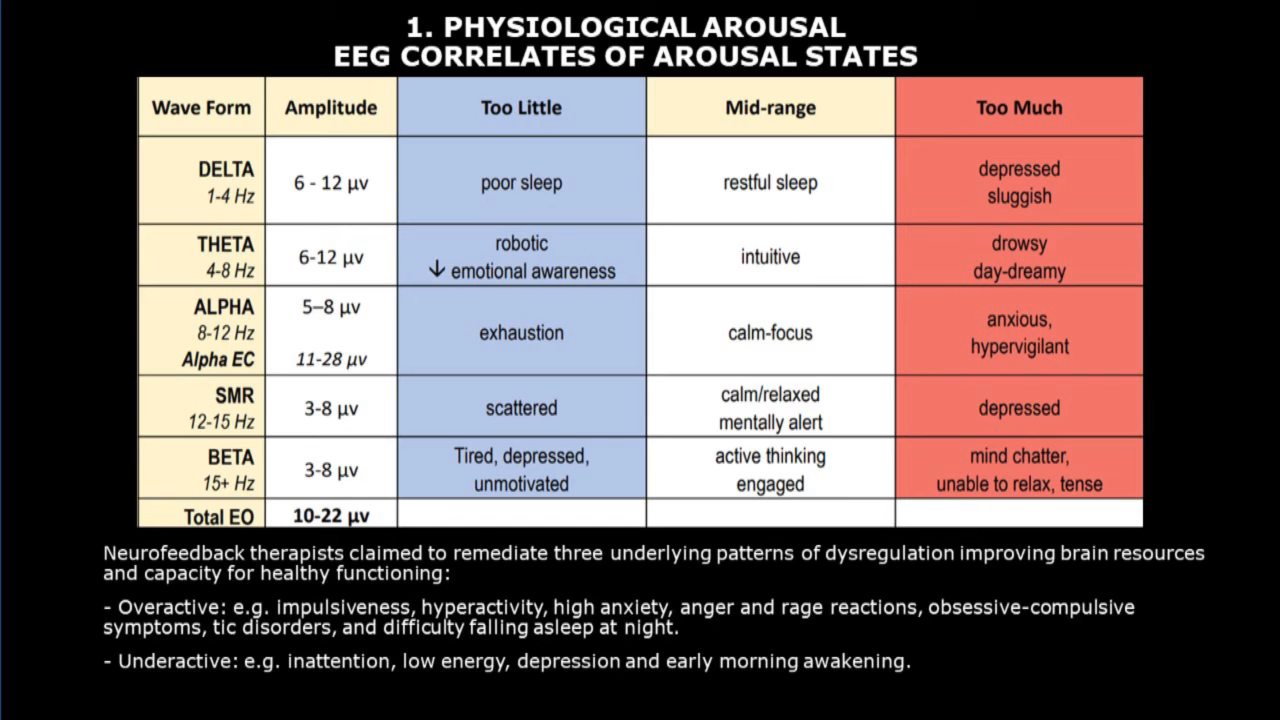 1. PHYSIOLOGICAL AROUSAL
EEG CORRELATES OF AROUSAL STATES
Wave Form Amplitude Too Little Mid-range Too Much
DELTA
1-4 Hz
6 - 12 µv
poor sleep
restful sleep
depressed
sluggish
THETA
4-8 Hz
6-12 µv
robotic
↓ emotional awareness
intuitive
drowsy
day-dreamy
ALPHA
8-12 Hz
Alpha EC
5–8 µv
11-28 µv
exhaustion
calm-focus
anxious,
hypervigilant
SMR
12-15 Hz
3-8 µv
scattered
calm/relaxed
mentally alert
depressed
BETA
15+ Hz
3-8 µv
Tired, depressed,
unmotivated
active thinking
engaged
mind chatter,
unable to relax, tense
Total EO 10-22 µv
Neurofeedback therapists claimed to remediate three underlying patterns of dysregulation improving brain resources
and capacity for healthy functioning:
- Overactive: e.g. impulsiveness, hyperactivity, high anxiety, anger and rage reactions, obsessive-compulsive
symptoms, tic disorders, and difficulty falling asleep at night.
- Underactive: e.g. inattention, low energy, depression and early morning awakening.